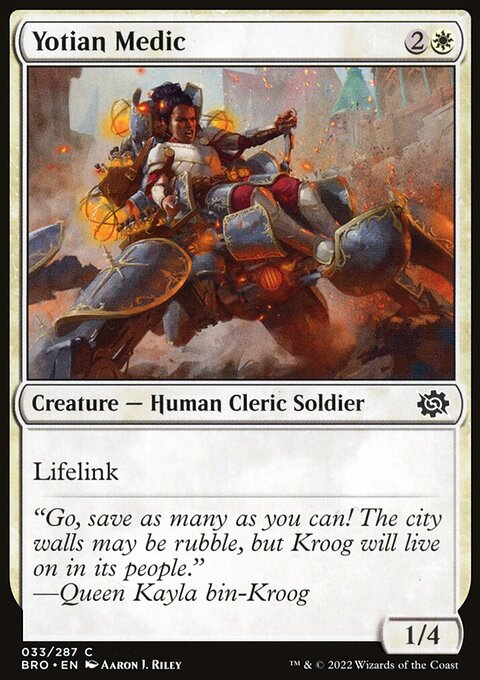 Yotian Medic 2
Creature — Human Cleric Soldier
Lifelink
“Go, save as many as you can! The city
walls may be rubble, but Kroog will live
on in its people.”
—Queen Kayla bin-Kroog
1/4
033/287 C
BRO • EN Aaron J. Riley
™ & © 2022 Wizards of the Coast